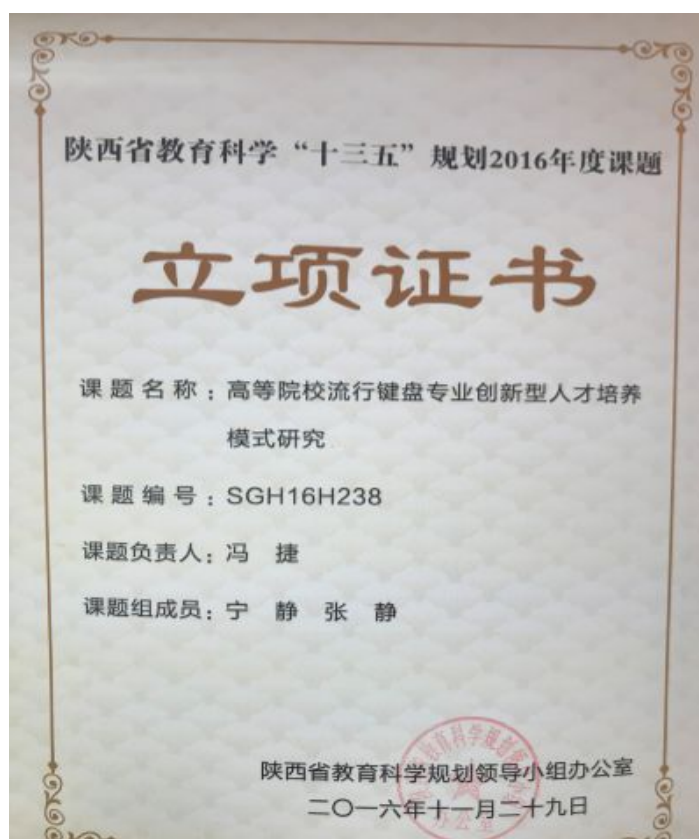 陕西省教育科学“十三五”规划2016年度课题
立项证书
课题名称：高等院校流行键盘专业创新型人才培养
模式研究
课题编号：SGH16H238
课题负责人：冯 捷
课题组成员：宁 静 张 静
陕西省教育科学规划领导小组办公室
二〇一六年十一月二十九日